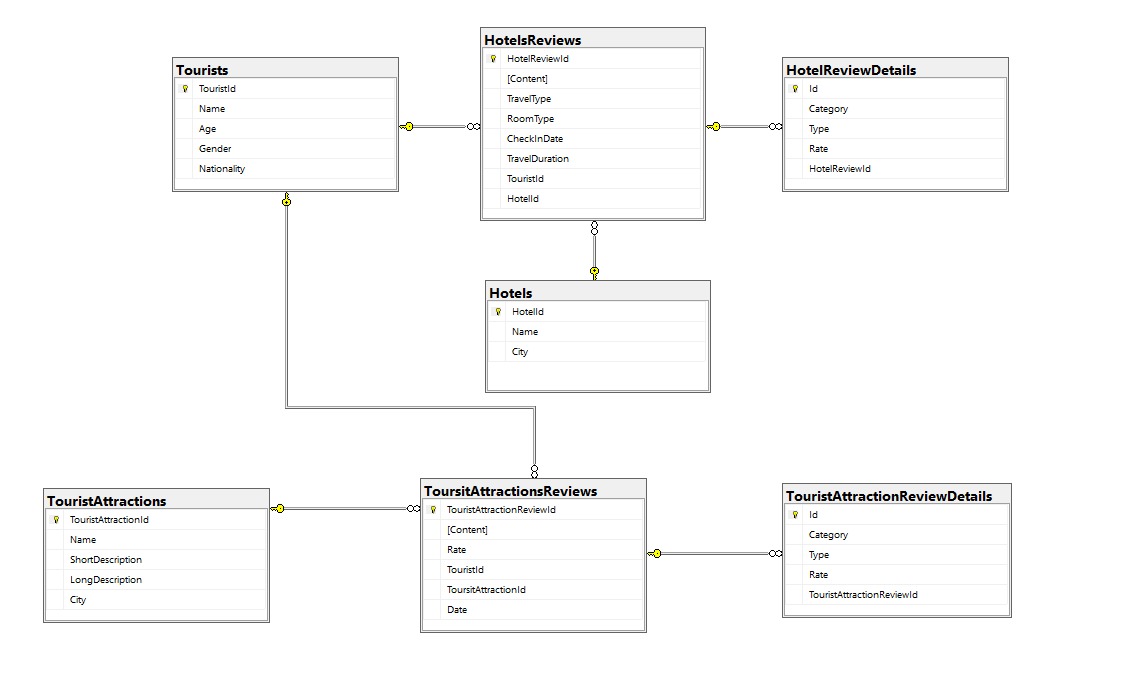 HotelsReviews
HotelReviewId
[Content]
TravelType
RoomType
CheckInDate
TravelDuration
TouristId
HotelId
Tourists
TouristId
Name
Age
Gender
Nationality
HotelReviewDetails
Id
Category
Type
Rate
HotelReviewId
Hotels
HotelId
Name
City
TouristAttractions
TouristAttractionId
Name
ShortDescription
LongDescription
City
ToursitAttractionsReviews
TouristAttractionReviewId
[Content]
Rate
TouristId
ToursitAttractionId
Date
TouristAttractionReviewDetails
Id
Category
Type
Rate
TouristAttractionReviewId